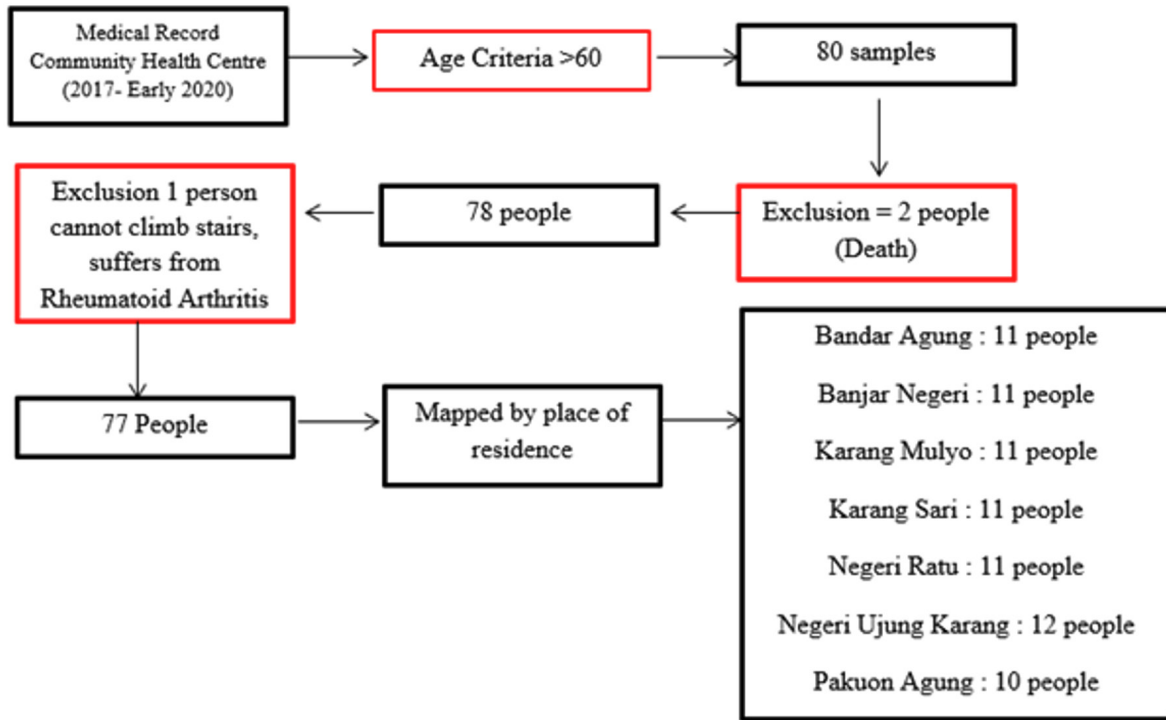 Medical Record
Community Health Centre
(2017- Early 2020)
Age Criteria >60
80 samples
Exclusion = 2 people
(Death)
78 people
Exclusion 1 person
cannot climb stairs,
suffers from
Rheumatoid Arthritis
77 People
Mapped by place of
residence
Bandar Agung : 11 people
Banjar Negeri : 11 people
Karang Mulyo : 11 people
Karang Sari : 11 people
Negeri Ratu : 11 people
Negeri Ujung Karang : 12 people
Pakuon Agung : 10 people